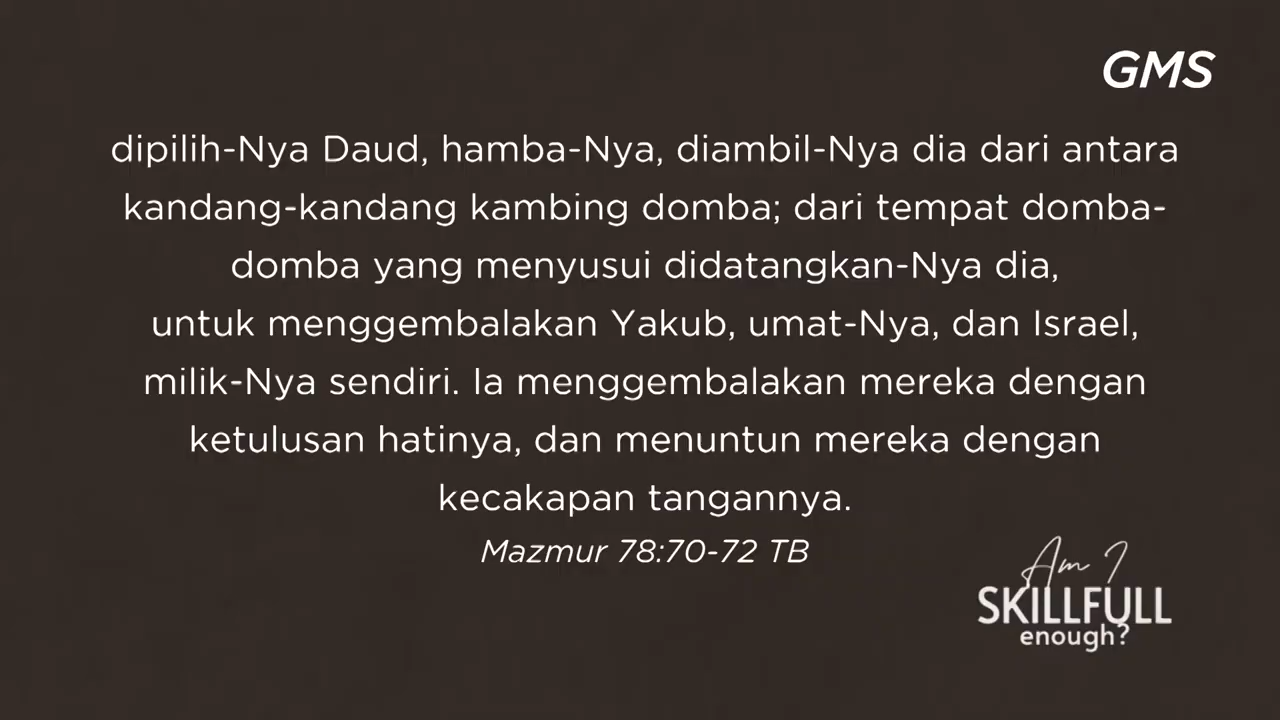 GMS
dipilih-Nya Daud, hamba-Nya, diambil-Nya dia dari antara
kandang-kandang kambing domba; dari tempat domba-
domba yang menyusui didatangkan-Nya dia,
untuk menggembalakan Yakub, umat-Nya, dan Israel,
milik-Nya sendiri. Ia menggembalakan mereka dengan
ketulusan hatinya, dan menuntun mereka dengan
kecakapan tangannya.
Mazmur 78:70-72 TB
Am I
SKILLFULL
enough?